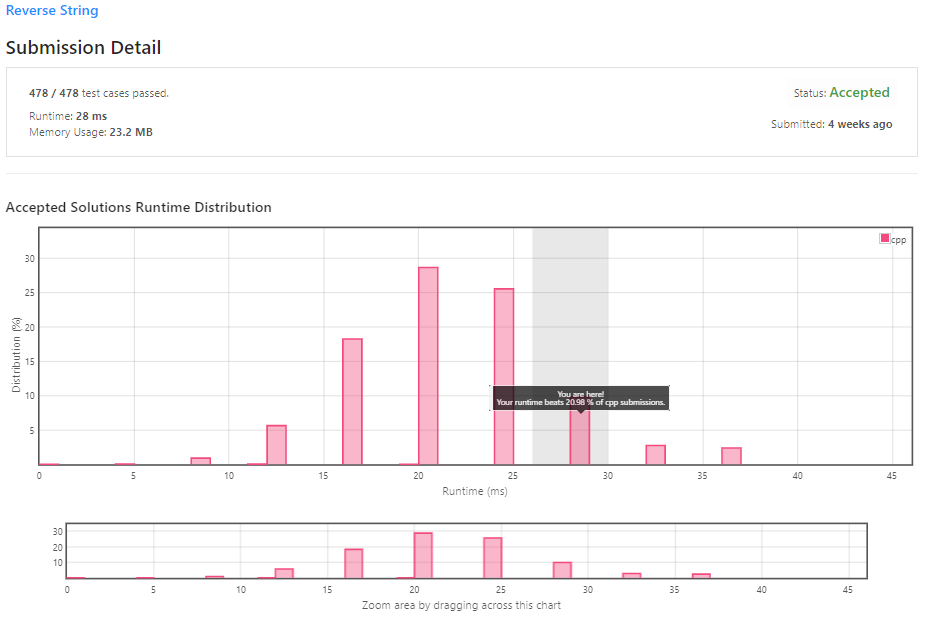 Reverse String
Submission Detail
478 / 478 test cases passed.
Status: Accepted
Runtime: 28 ms
Memory Usage: 23.2 MB
Submitted: 4 weeks ago
Accepted Solutions Runtime Distribution
cpp
30
25
20
15
10
5
Distribution (%)
You are here!
Your runtime beats 20.98 % of cpp submissions.
0 5 10 15 20 25 30 35 40 45
Runtime (ms)
30
20
10
0 5 10 15 20 25 30 35 40 45
Zoom area by dragging across this chart